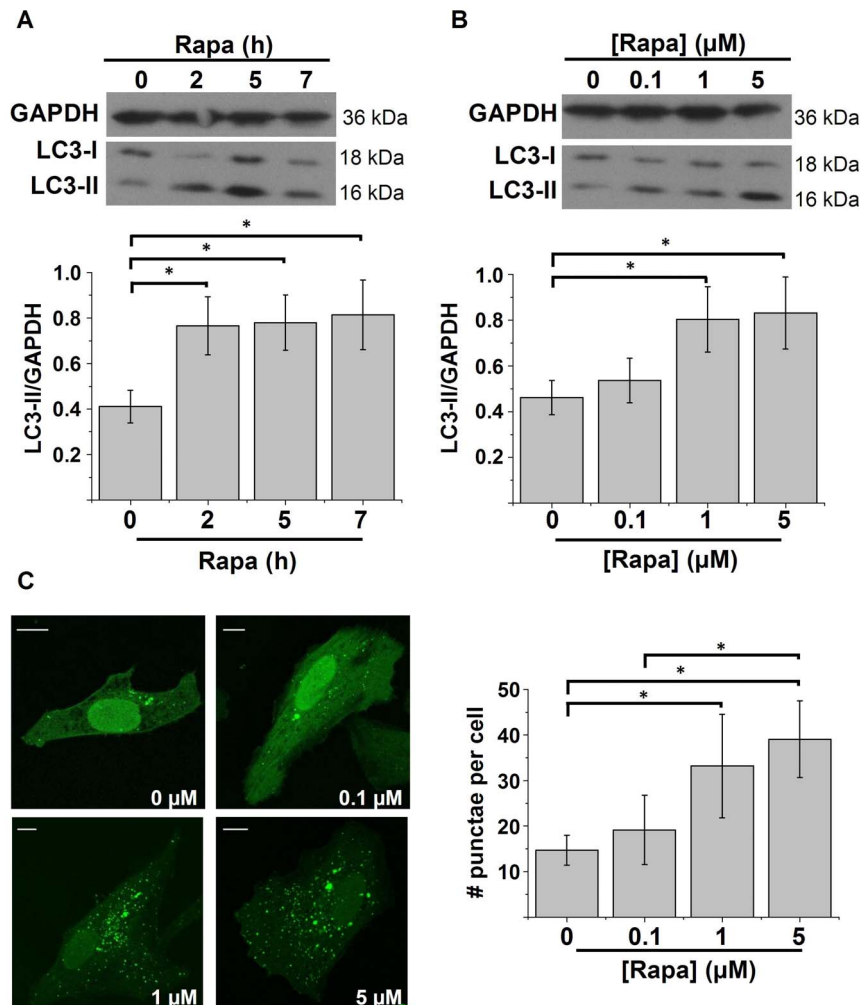 A
Rapa (h)
0 2 5 7
GAPDH 36 kDa
LC3-I 18 kDa
LC3-II 16 kDa
* * *
LC3-II/GAPDH
1.0
0.8
0.6
0.4
0.2
0 2 5 7
Rapa (h)
B
[Rapa] (µM)
0 0.1 1 5
GAPDH 36 kDa
LC3-I 18 kDa
LC3-II 16 kDa
* *
LC3-II/GAPDH
1.0
0.8
0.6
0.4
0.2
0 0.1 1 5
[Rapa] (µM)
C
0 µM 0.1 µM
1 µM 5 µM
* * *
# punctae per cell
50
40
30
20
10
0 0.1 1 5
[Rapa] (µM)